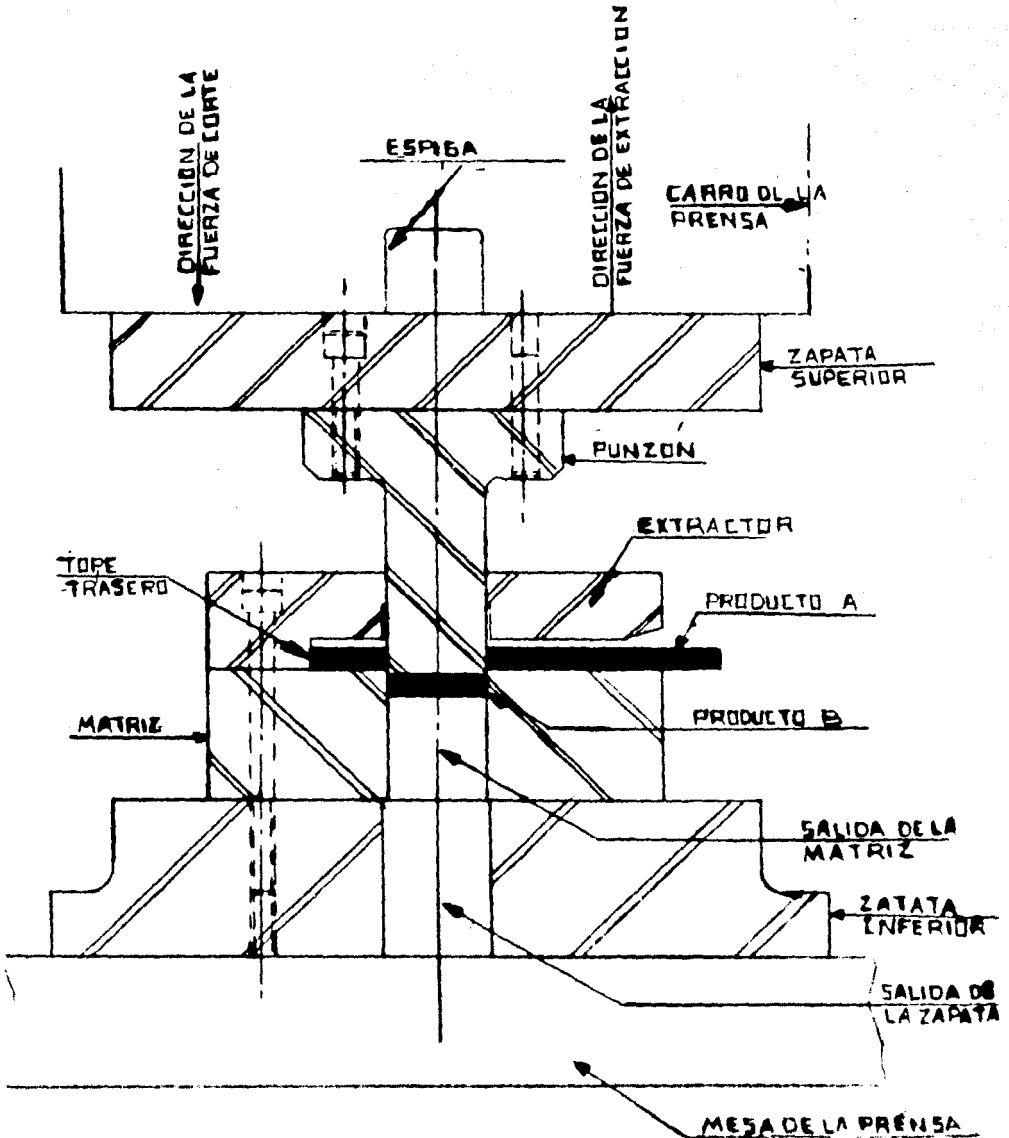 DIRECCION DE LA
FUERZA DE CORTE
ESPIGA
DIRECCION DE LA
FUERZA DE EXTRACCION
CARRO DL LA
PRENSA
ZAPATA
SUPERIOR
PUNZON
EXTRACTOR
TOPE
TRASERO
PRODUCTO A
MATRIZ
PRODUCTO B
SALIDA DE LA
MATRIZ
ZATATA
INFERIOR
SALIDA DE
LA ZAPATA
MESA DE LA PRENSA